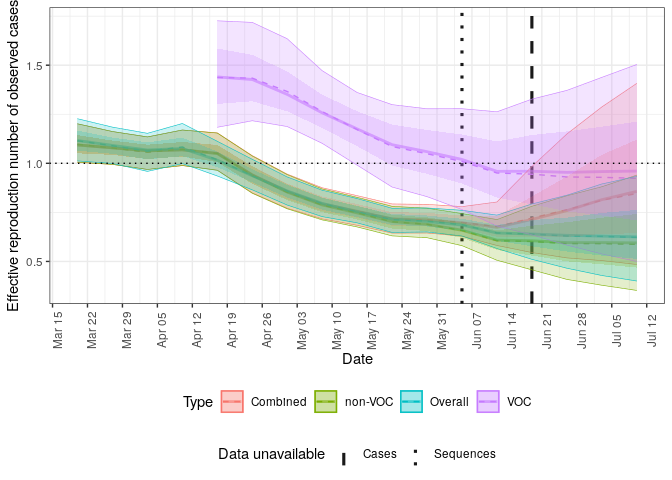 Effective reproduction number of observed cases
1.5
1.0
0.5
Mar 15
Mar 22
Mar 29
Apr 05
Apr 12
Apr 19
Apr 26
May 03
May 10
May 17
May 24
May 31
Jun 07
Jun 14
Jun 21
Jun 28
Jul 05
Jul 12
Date
Type Combined non-VOC Overall VOC
Data unavailable Cases Sequences